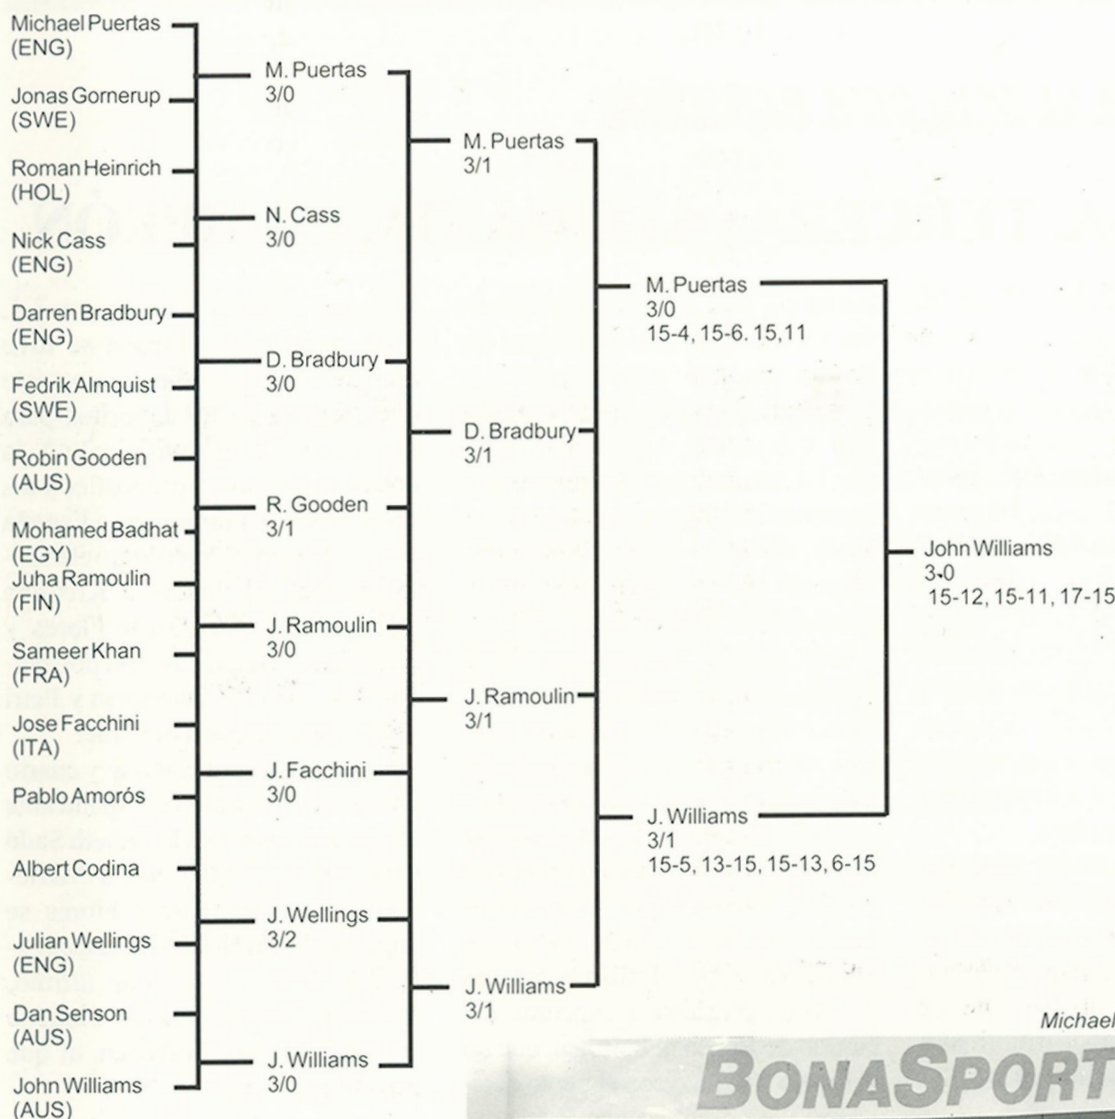 Michael Puertas
(ENG)
Jonas Gornerup
(SWE)
Roman Heinrich
(HOL)
Nick Cass
(ENG)
Darren Bradbury
(ENG)
Fedrik Almquist
(SWE)
Robin Gooden
(AUS)
Mohamed Badhat
(EGY)
Juha Ramoulin
(FIN)
Sameer Khan
(FRA)
Jose Facchini
(ITA)
Pablo Amorós
Albert Codina
Julian Wellings
(ENG)
Dan Senson
(AUS)
John Williams
(AUS)
M. Puertas
3/0
N. Cass
3/0
D. Bradbury
3/0
R. Gooden
3/1
J. Ramoulin
3/0
J. Facchini
3/0
J. Wellings
3/2
J. Williams
3/0
M. Puertas
3/1
D. Bradbury
3/1
J. Ramoulin
3/1
J. Williams
3/1
M. Puertas
3/0
15-4, 15-6. 15,11
J. Williams
3/1
15-5, 13-15, 15-13, 6-15
John Williams
3-0
15-12, 15-11, 17-15
Michael
BONASPORT